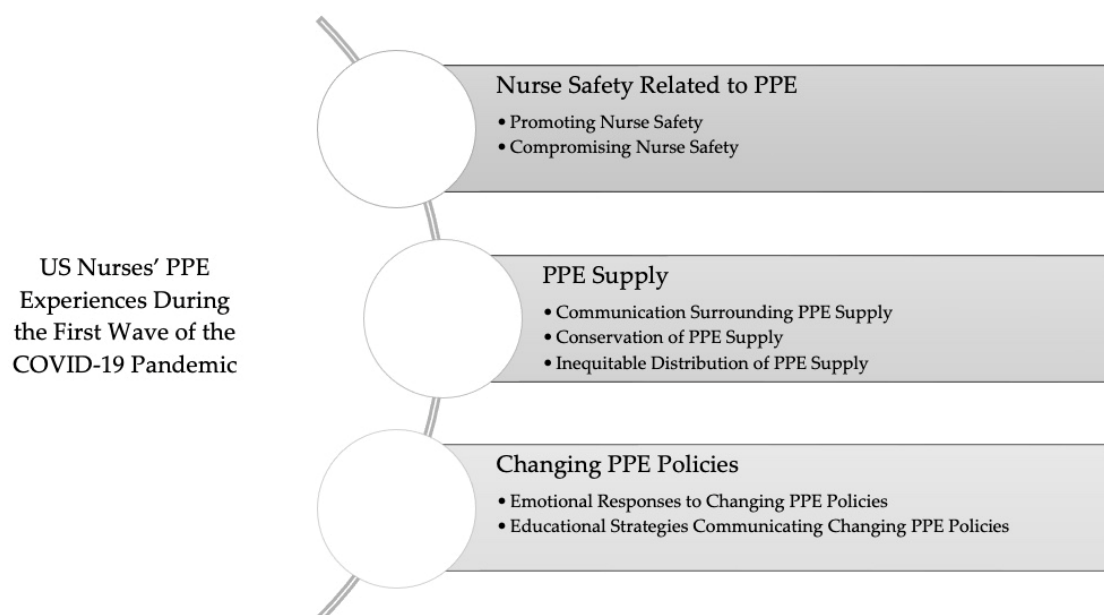 US Nurses’ PPE
Experiences During
the First Wave of the
COVID-19 Pandemic
Nurse Safety Related to PPE
• Promoting Nurse Safety
• Compromising Nurse Safety
PPE Supply
• Communication Surrounding PPE Supply
• Conservation of PPE Supply
• Inequitable Distribution of PPE Supply
Changing PPE Policies
• Emotional Responses to Changing PPE Policies
• Educational Strategies Communicating Changing PPE Policies